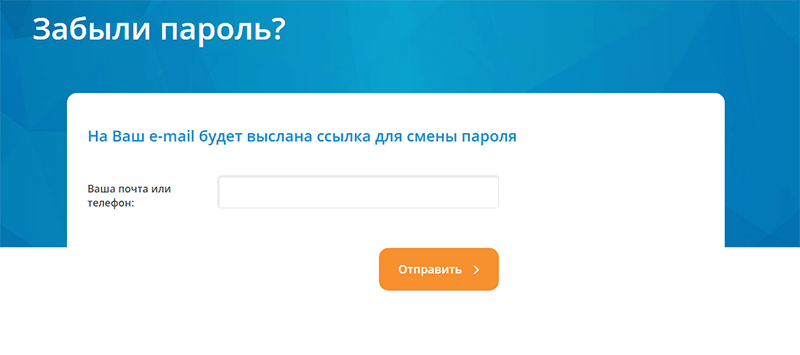 Забыли пароль?
На Ваш e-mail будет выслана ссылка для смены пароля
Ваша почта или
телефон:
Отправить